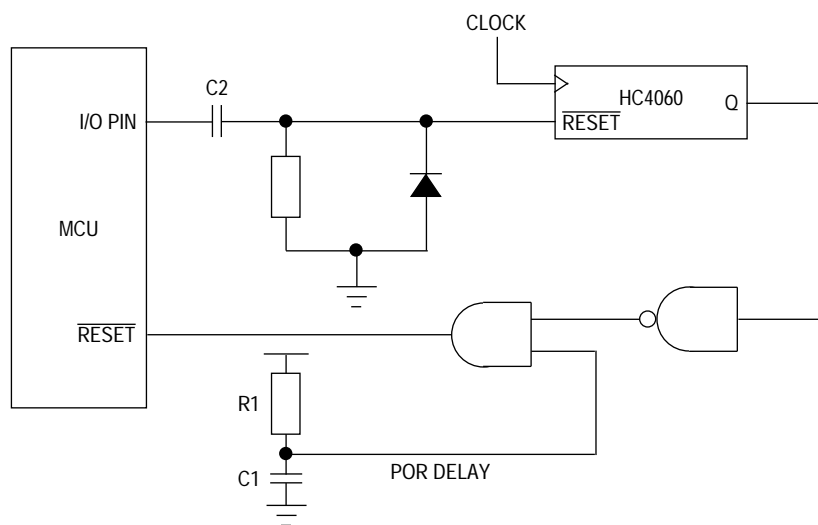 CLOCK
C2
HC4060
I/O PIN
Q
RESET
MCU
RESET
R1
C1
POR DELAY